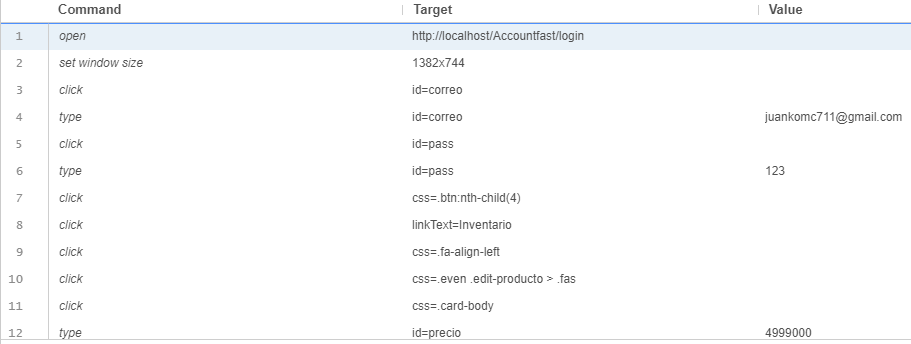 Command Target Value
1 open http://localhost/Accountfast/login
2 set window size 1382x744
3 click id=correo
4 type id=correo juankomc711@gmail.com
5 click id=pass
6 type id=pass 123
7 click css=.btn:nth-child(4)
8 click linkText=Inventario
9 click css=.fa-align-left
10 click css=.even .edit-producto > .fas
11 click css=.card-body
12 type id=precio 4999000